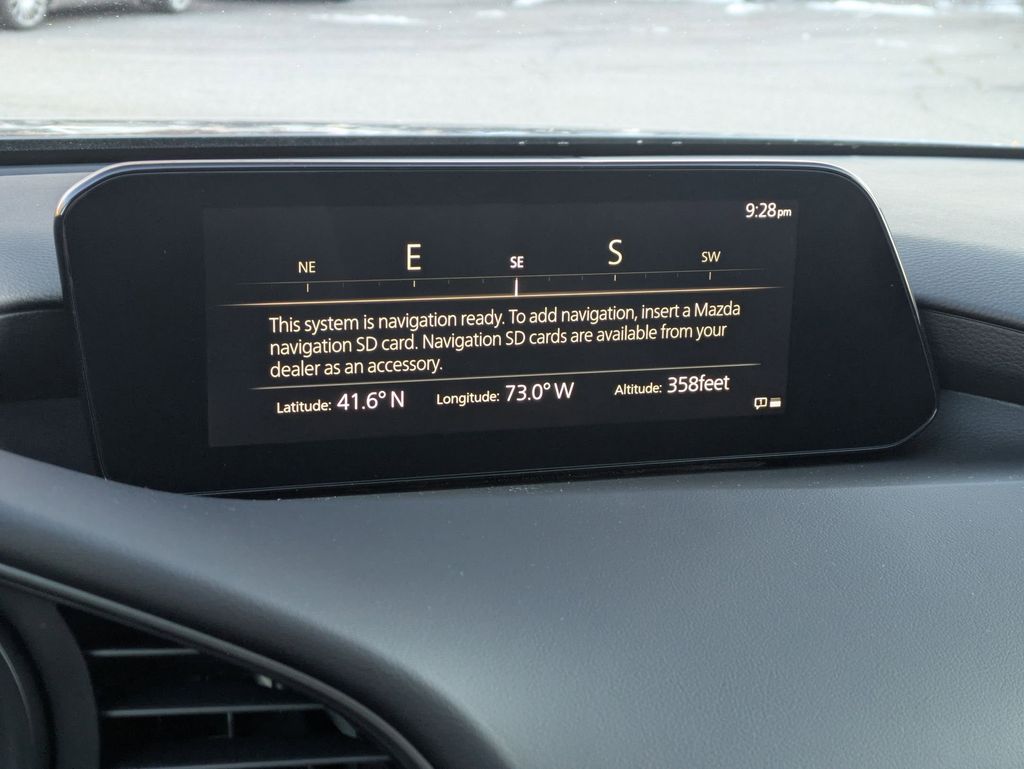 9:28pm
NE E SE S SW
This system is navigation ready. To add navigation, insert a Mazda
navigation SD card. Navigation SD cards are available from your
dealer as an accessory.
Latitude: 41.6° N Longitude: 73.0° W Altitude: 358feet